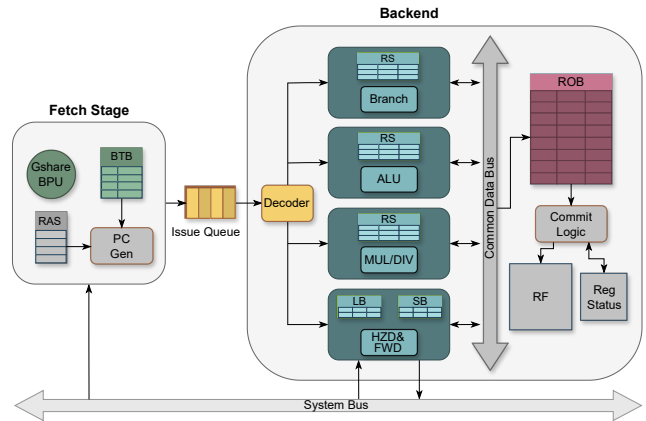 Backend
Fetch Stage
Gshare
BPU
BTB
RAS
PC
Gen
Issue Queue
Decoder
RS
Branch
RS
ALU
RS
MUL/DIV
LB
SB
HZD&
FWD
Common Data Bus
ROB
Commit
Logic
RF
Reg
Status
System Bus